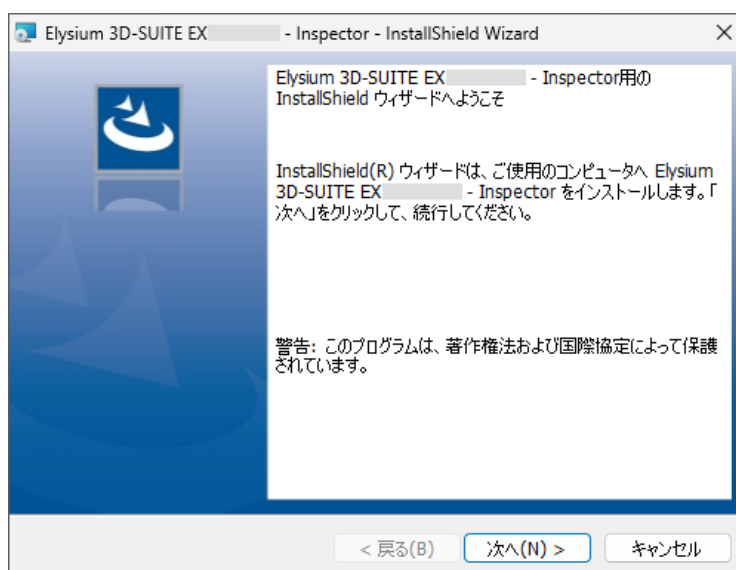 Elysium 3D-SUITE EX - Inspector - InstallShield Wizard
Elysium 3D-SUITE EX - Inspector用の
InstallShield ウィザードへようこそ
InstallShield(R) ウィザードは、ご使用のコンピュータへ Elysium
3D-SUITE EX - Inspector をインストールします。「
次へ」をクリックして、続行してください。
警告: このプログラムは、著作権法および国際協定によって保護
されています。
< 戻る(B)
次へ(N) >
キャンセル